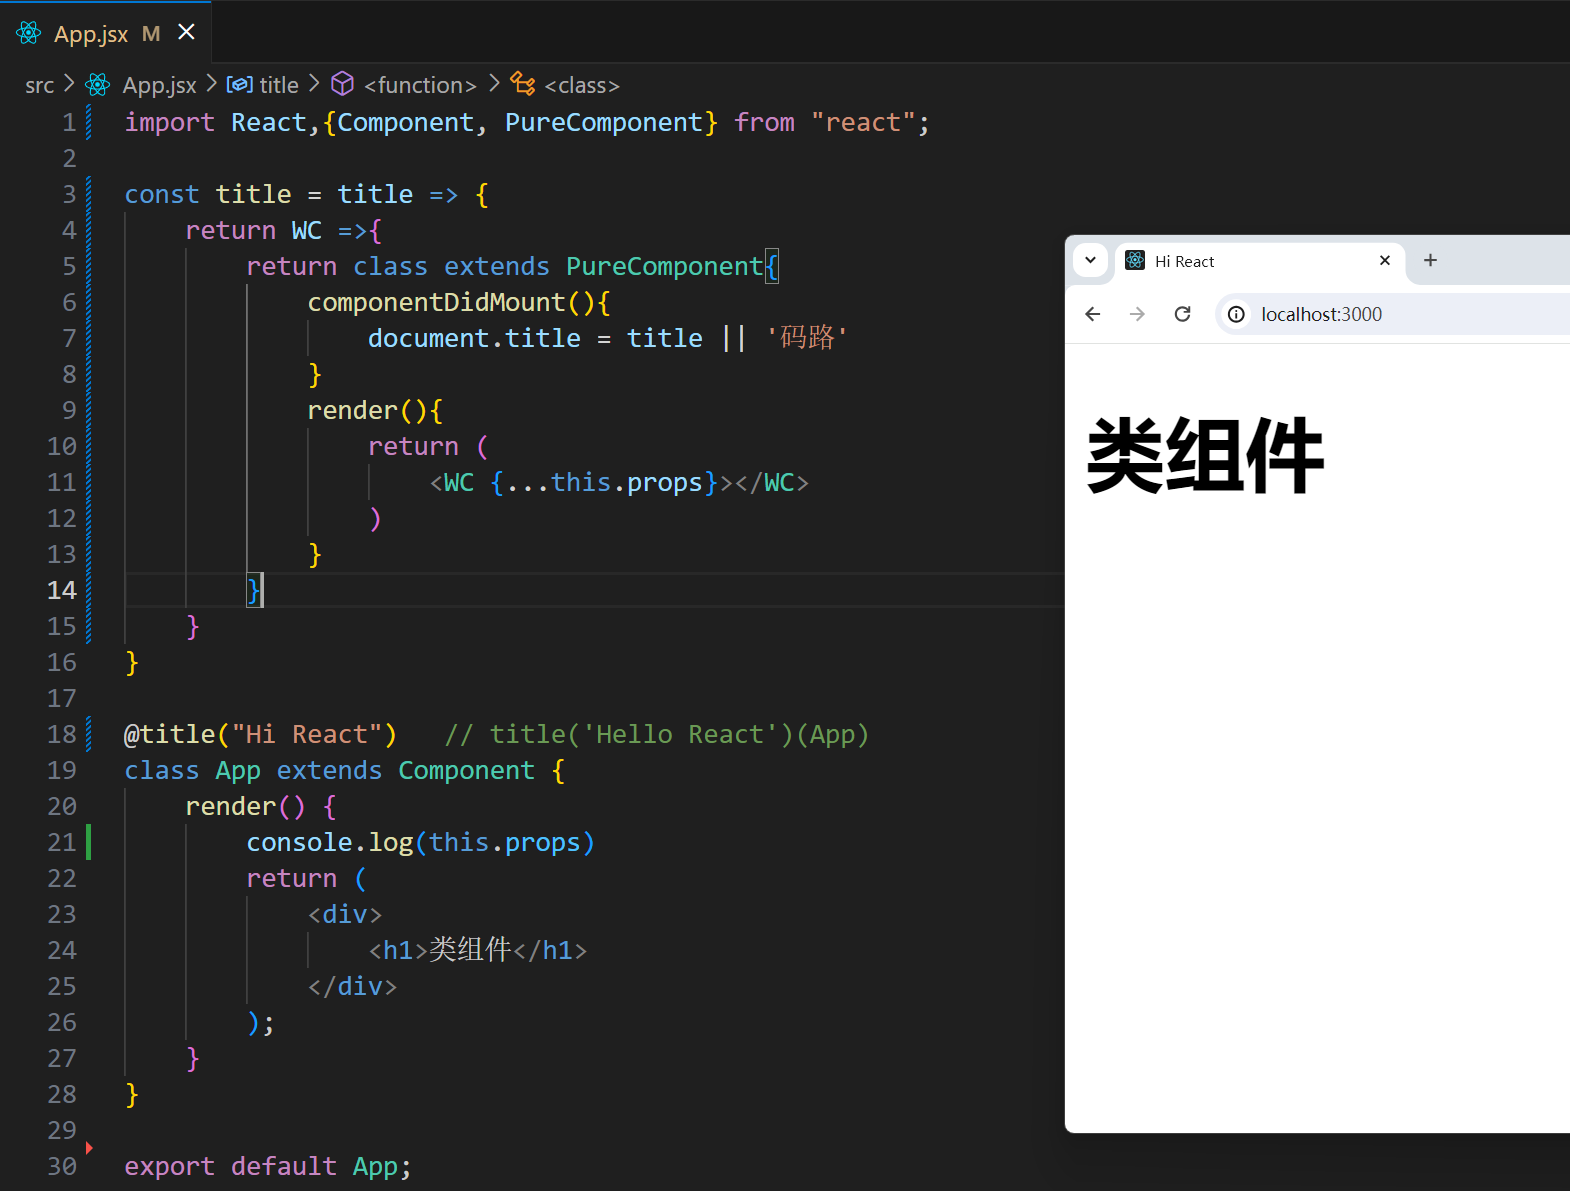 App.jsx M
src > App.jsx > title > <function> > <class>
1 import React,{Component, PureComponent} from "react";
2
3 const title = title => {
4 return WC =>{
5 return class extends PureComponent{
6 componentDidMount(){
7 document.title = title || '码路'
8 }
9 render(){
10 return (
11 <WC {...this.props}></WC>
12 )
13 }
14 }
15 }
16 }
17
18 @title("Hi React") // title('Hello React')(App)
19 class App extends Component {
20 render() {
21 console.log(this.props)
22 return (
23 <div>
24 <h1>类组件</h1>
25 </div>
26 );
27 }
28 }
29
30 export default App;
Hi React
localhost:3000
类组件